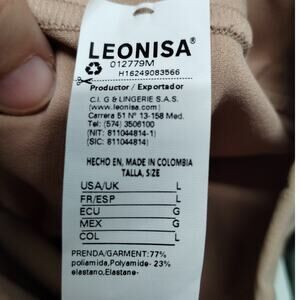 LEONISA®
012779M
H16249083566
Productor / Exportador
C.I. G & LINGERIE S.A.S.
(www.leonisa.com)
Carrera 51 N° 13-158 Med.
Tel: (574) 3506100
(NIT: 811044814-1)
(SIC: 811044814)
HECHO EN, MADE IN COLOMBIA
TALLA, SIZE
USA/UK L
FR/ESP L
ECU G
MEX G
COL L
PRENDA/GARMENT:77%
poliamida,Polyamide- 23%
elastano,Elastane-